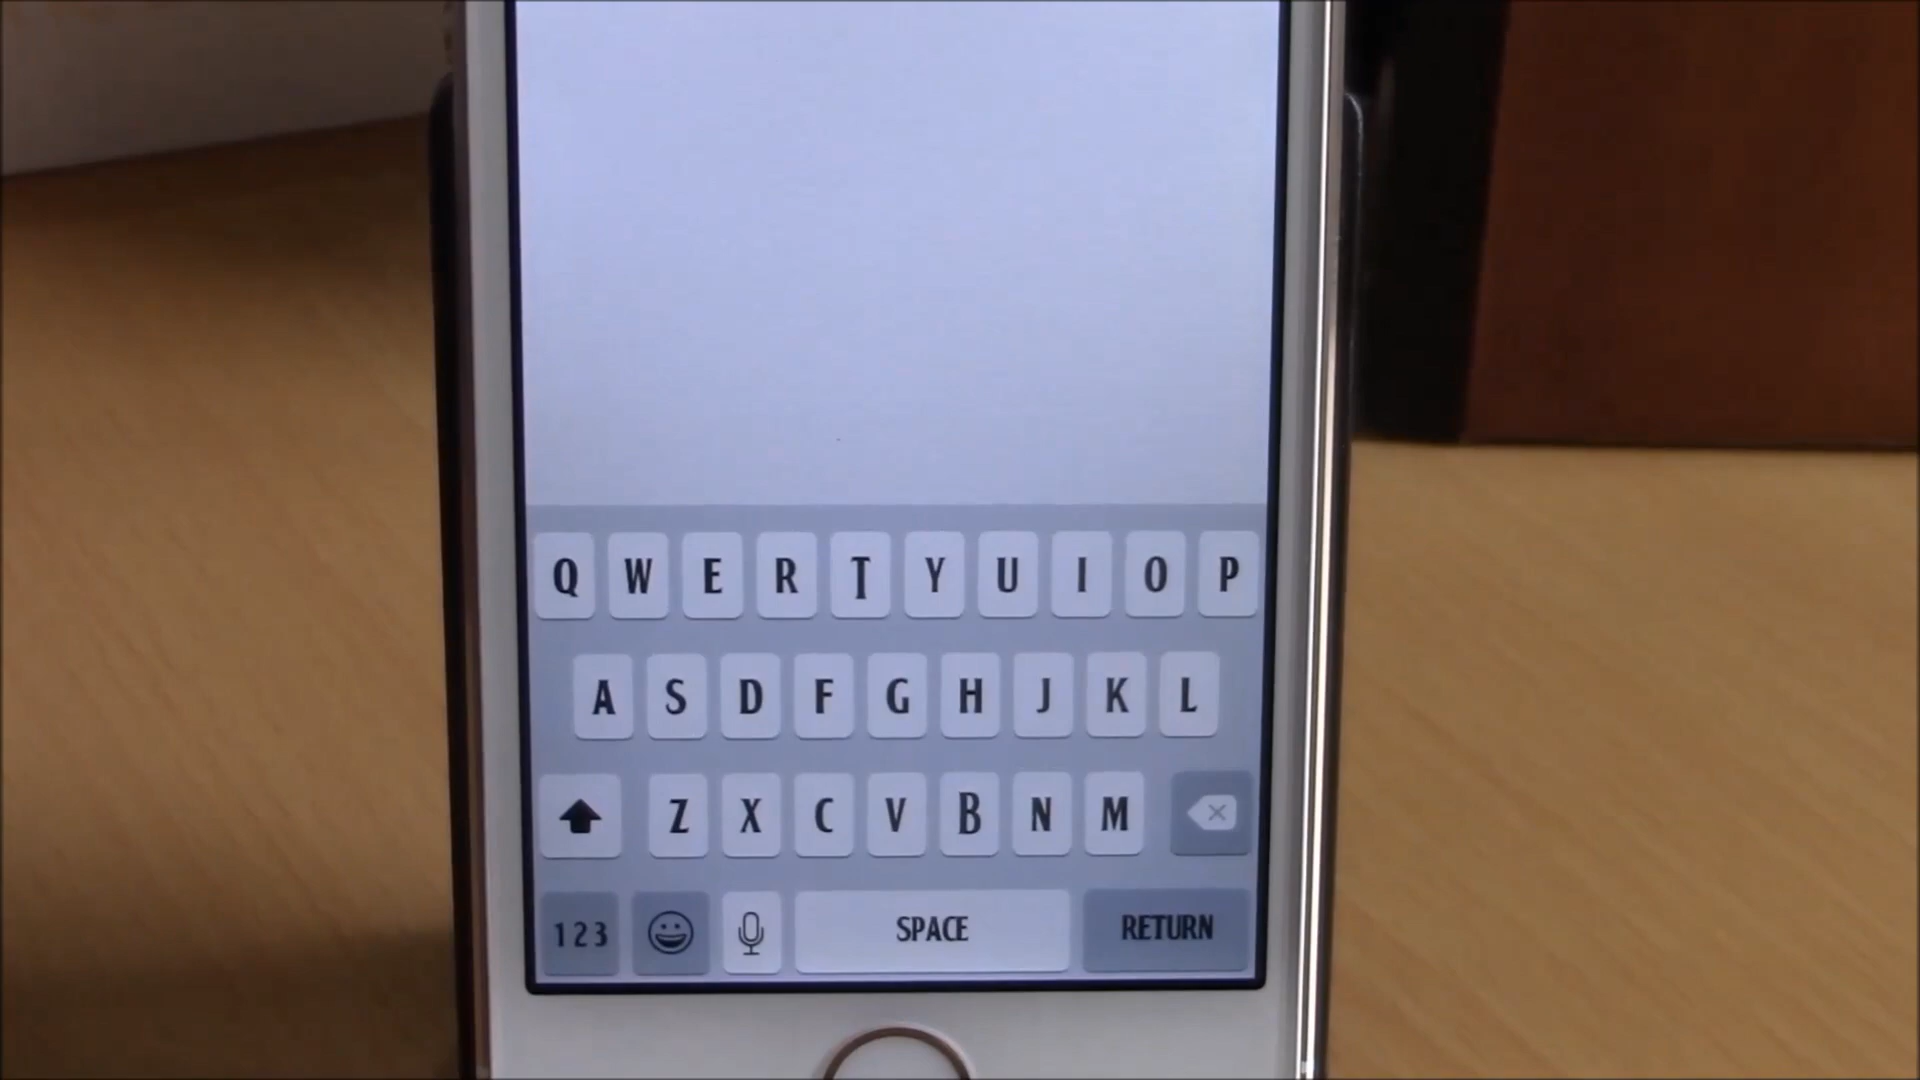 Q W E R T Y U I O P
A S D F G H J K L
Z X C V B N M
123 SPACE RETURN